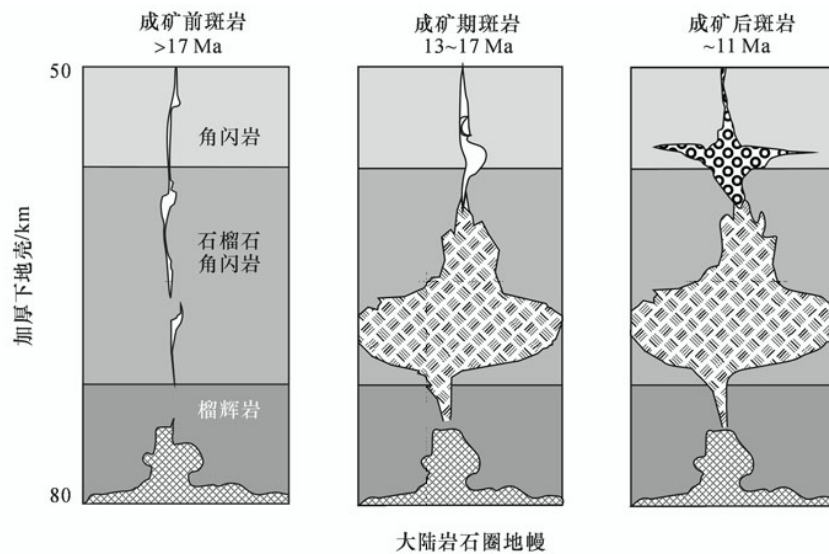 成矿前斑岩
>17 Ma
成矿期斑岩
13~17 Ma
成矿后斑岩
~11 Ma
50
角闪岩
石榴石
角闪岩
加厚下地壳/km
榴辉岩
80
大陆岩石圈地幔